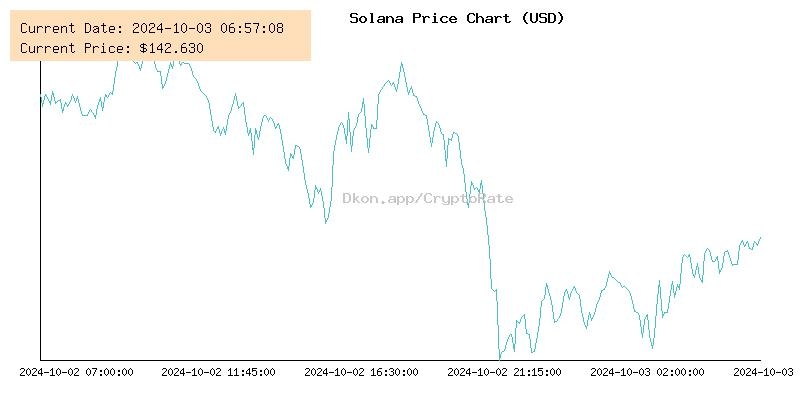 Solana Price Chart (USD)
Current Date: 2024-10-03 06:57:08
Current Price: $142.630
Dkon.app/CryptoRate
2024-10-02 07:00:00 2024-10-02 11:45:00 2024-10-02 16:30:00 2024-10-02 21:15:00 2024-10-03 02:00:00 2024-10-03